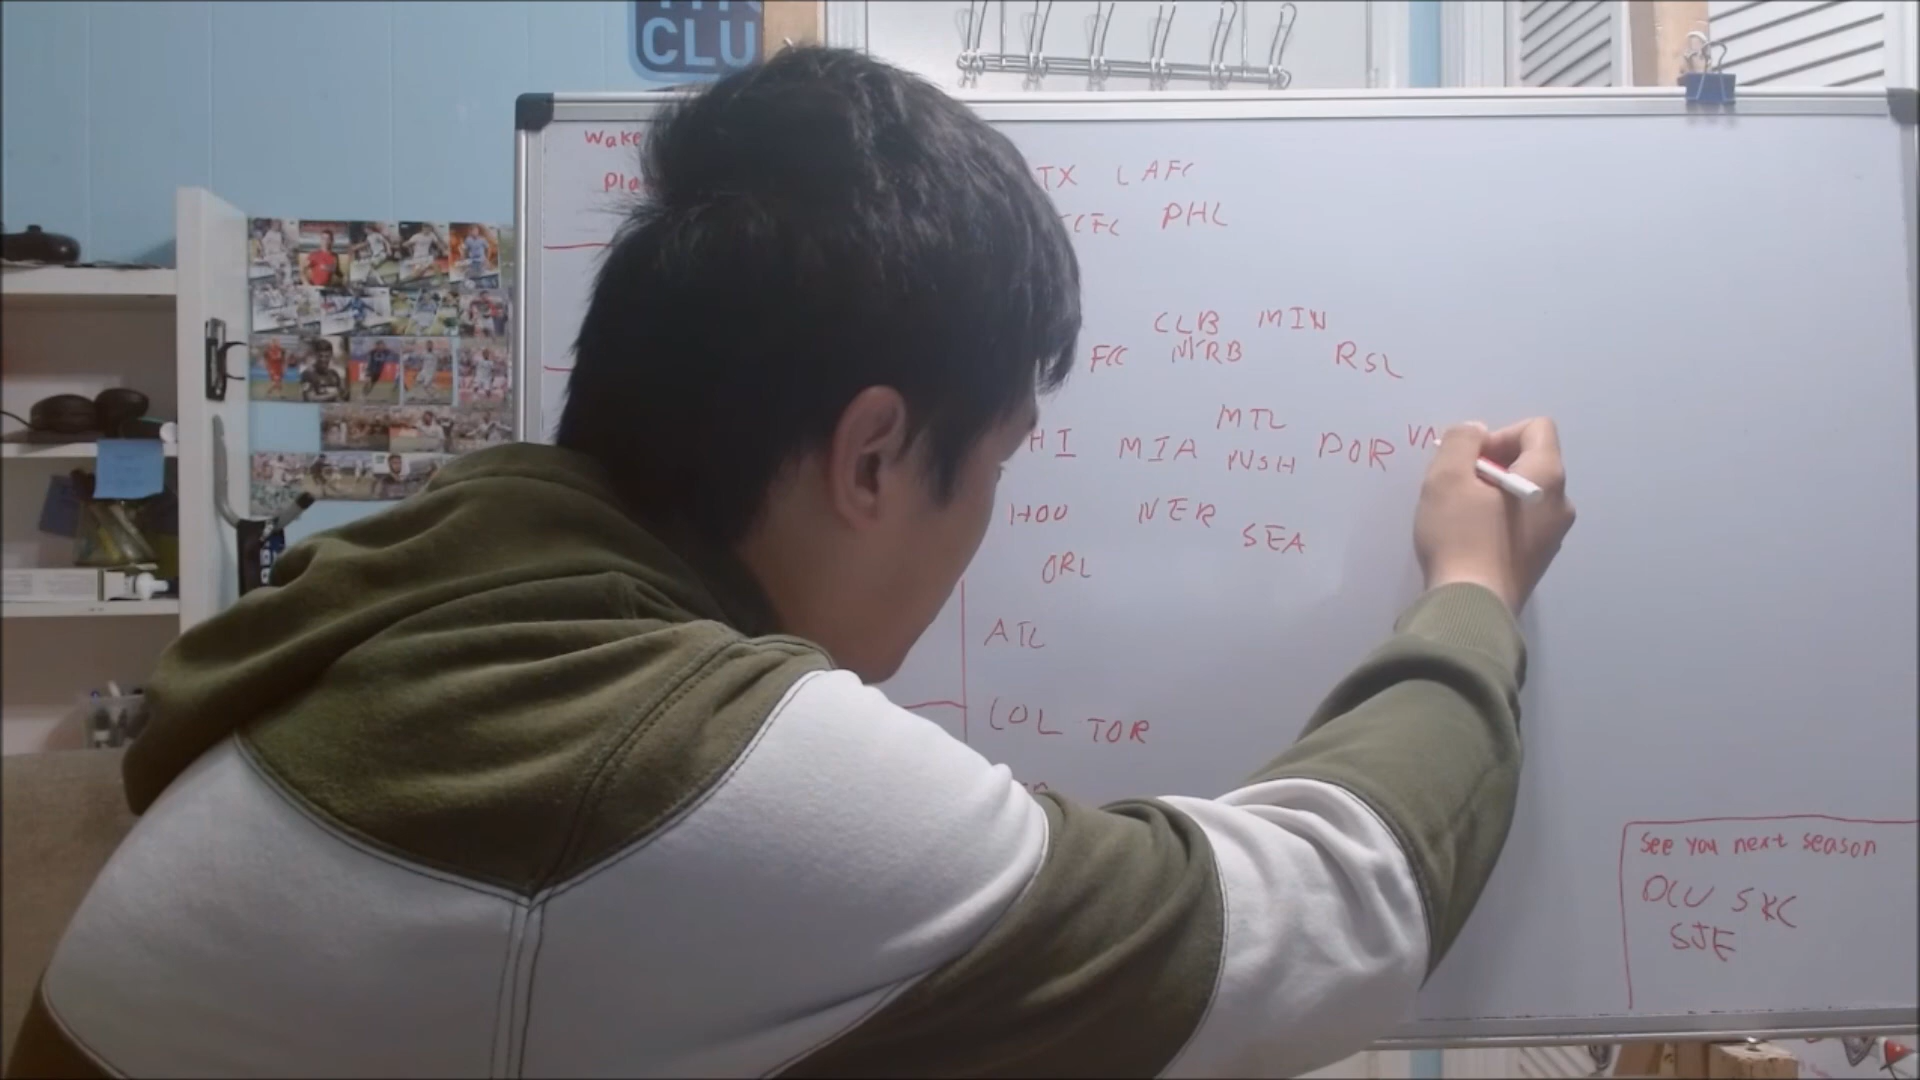 CLU
Wake
Pla
TX LAFC
CFC PHL
CLB MIN
FCC NYRB RSL
MTL
HI MIA NSH POR VA
HOU NER
SEA
ORL
ATL
COL TOR
See you next season
DCU SKC
SJE